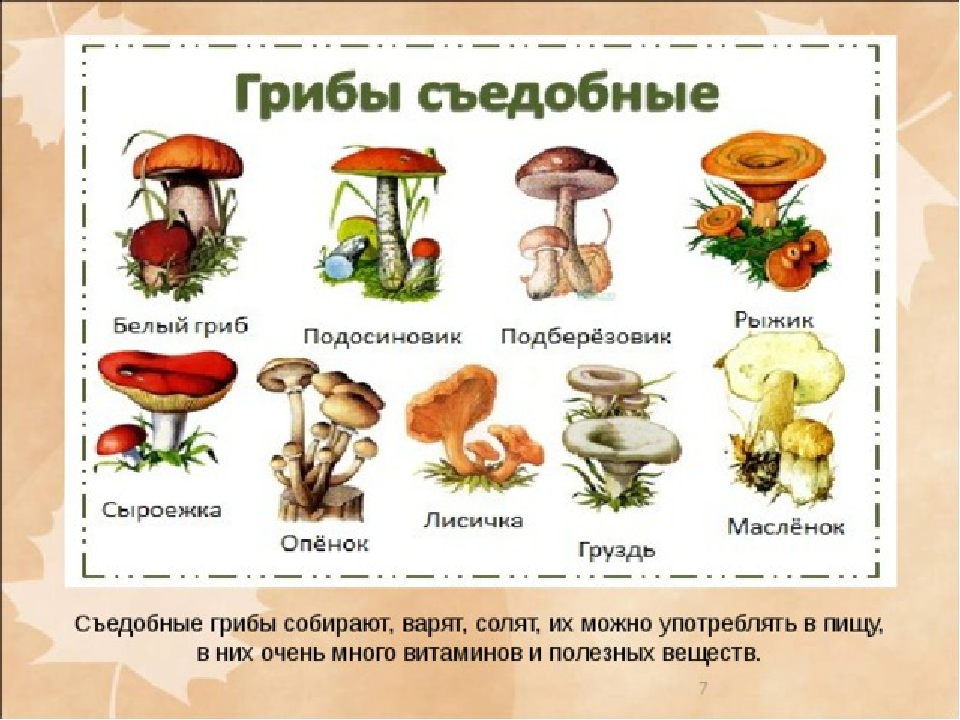 Грибы съедобные
Белый гриб
Подосиновик
Подберёзовик
Рыжик
Сыроежка
Опёнок
Лисичка
Груздь
Маслёнок
Съедобные грибы собирают, варят, солят, их можно употреблять в пищу,
в них очень много витаминов и полезных веществ.
7